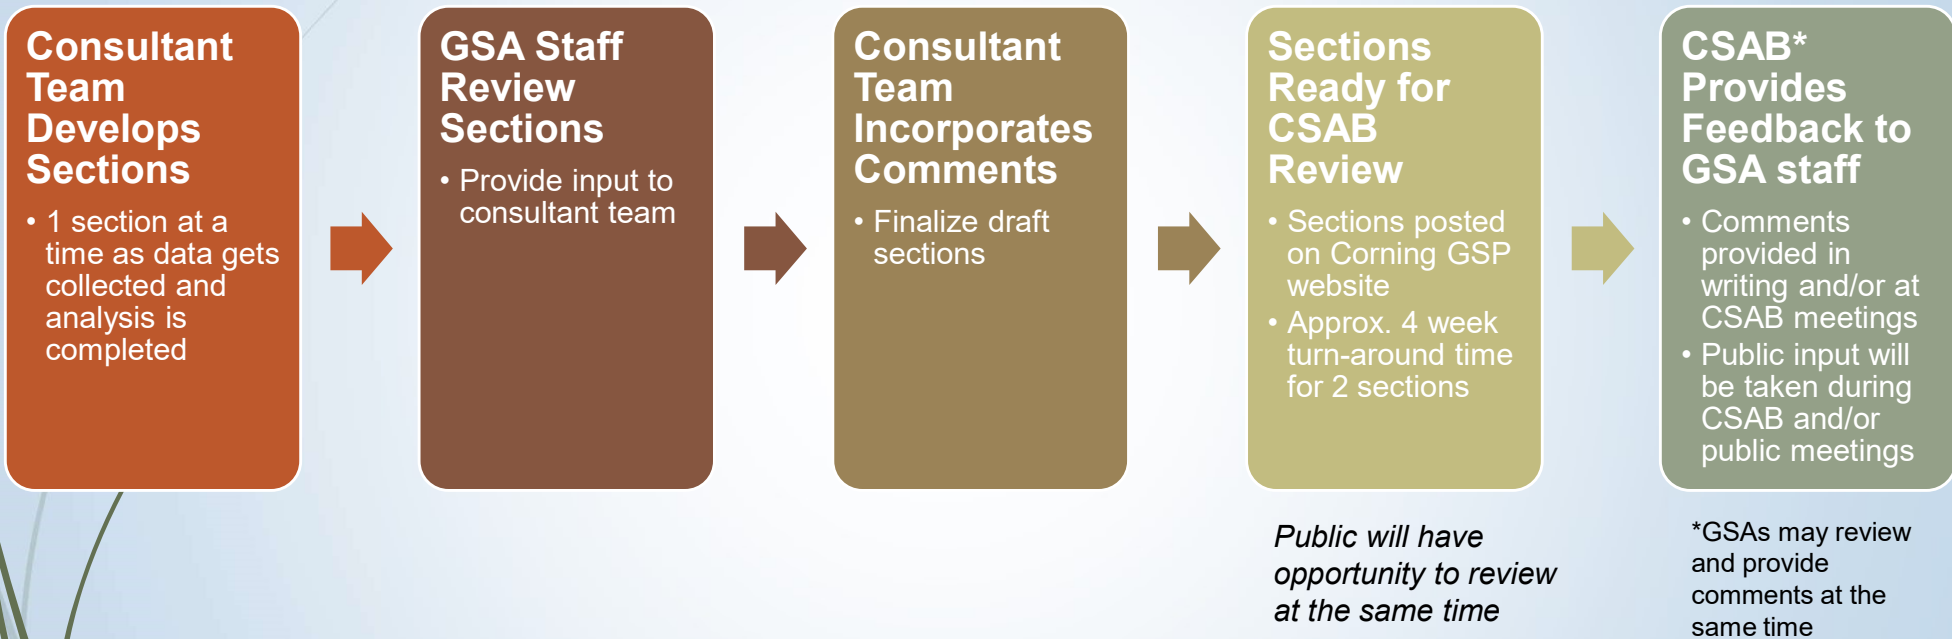 Consultant
Team
Develops
Sections
• 1 section at a
time as data gets
collected and
analysis is
completed
GSA Staff
Review
Sections
• Provide input to
consultant team
Consultant
Team
Incorporates
Comments
• Finalize draft
sections
Sections
Ready for
CSAB
Review
• Sections posted
on Corning GSP
website
• Approx. 4 week
turn-around time
for 2 sections
Public will have
opportunity to review
at the same time
CSAB*
Provides
Feedback to
GSA staff
• Comments
provided in
writing and/or at
CSAB meetings
• Public input will
be taken during
CSAB and/or
public meetings
*GSAs may review
and provide
comments at the
same time